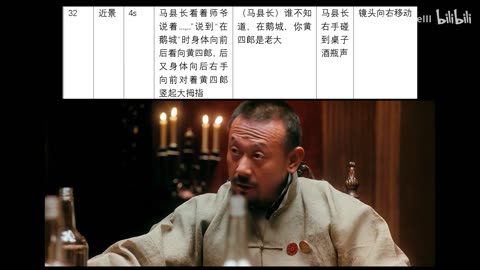 32
近景
4s
马县长看着师爷
说着……"说到"在
鹅城"时身体向前
后看向黄四郎，后
又身体向后右手
向前对着黄四郎
竖起大拇指
（马县长）谁不知
道，在鹅城，你黄
四郎是老大
马县长
右手碰
到桌子
酒瓶声
镜头向右移动
bilibili